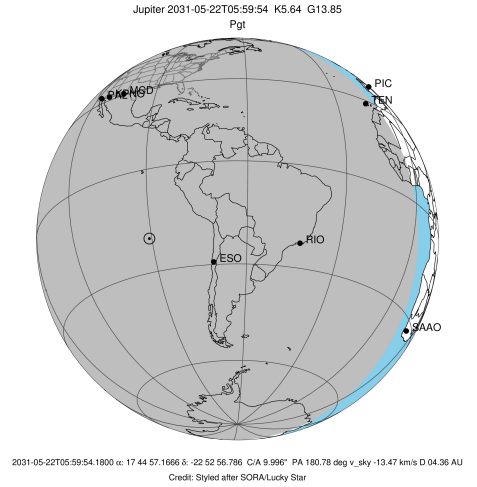 Jupiter 2031-05-22T05:59:54 K5.64 G13.85
Pgt
PIC
TEN
MCD
RIO
ESO
SAAO
2031-05-22T05:59:54.1800 α: 17 44 57.1666 δ: -22 52 56.786 C/A 9.996" PA 180.78 deg v_sky -13.47 km/s D 04.36 AU
Credit: Styled after SORA/Lucky Star